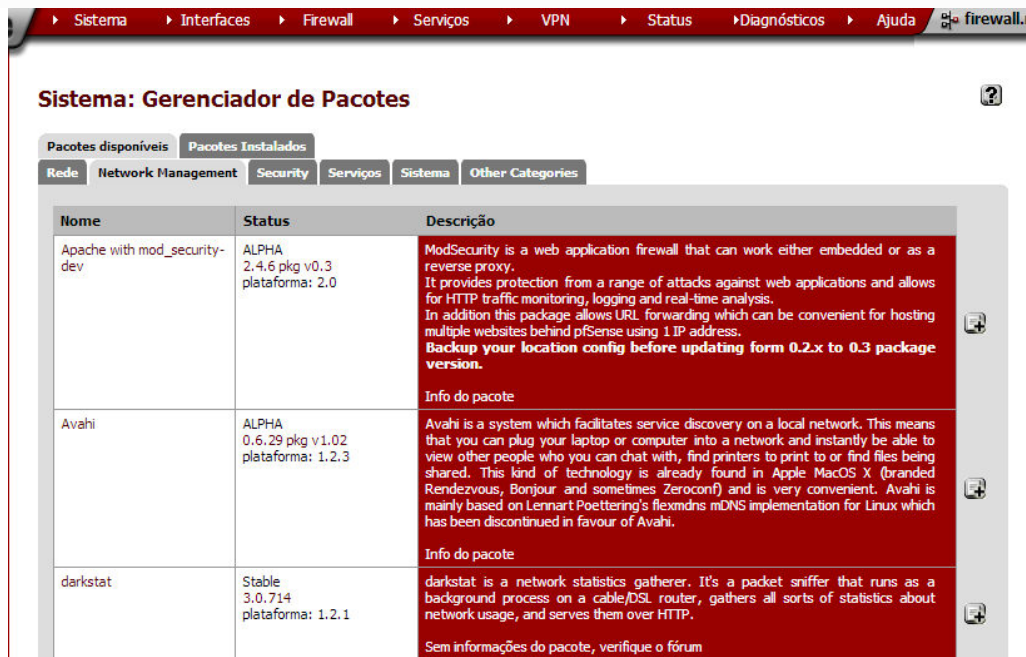 Sistema Interfaces Firewall Serviços VPN Status Diagnósticos Ajuda firewall.
Sistema: Gerenciador de Pacotes
Pacotes disponíveis Pacotes Instalados
Rede Network Management Security Serviços Sistema Other Categories
Nome Status Descrição
Apache with mod_security-
dev
ALPHA
2.4.6 pkg v0.3
plataforma: 2.0
ModSecurity is a web application firewall that can work either embedded or as a
reverse proxy.
It provides protection from a range of attacks against web applications and allows
for HTTP traffic monitoring, logging and real-time analysis.
In addition this package allows URL forwarding which can be convenient for hosting
multiple websites behind pfSense using 1 IP address.
Backup your location config before updating form 0.2.x to 0.3 package
version.
Info do pacote
Avahi
ALPHA
0.6.29 pkg v1.02
plataforma: 1.2.3
Avahi is a system which facilitates service discovery on a local network. This means
that you can plug your laptop or computer into a network and instantly be able to
view other people who you can chat with, find printers to print to or find files being
shared. This kind of technology is already found in Apple MacOS X (branded
Rendezvous, Bonjour and sometimes Zeroconf) and is very convenient. Avahi is
mainly based on Lennart Poettering's flexmdns mDNS implementation for Linux which
has been discontinued in favour of Avahi.
Info do pacote
darkstat
Stable
3.0.714
plataforma: 1.2.1
darkstat is a network statistics gatherer. It's a packet sniffer that runs as a
background process on a cable/DSL router, gathers all sorts of statistics about
network usage, and serves them over HTTP.
Sem informações do pacote, verifique o fórum